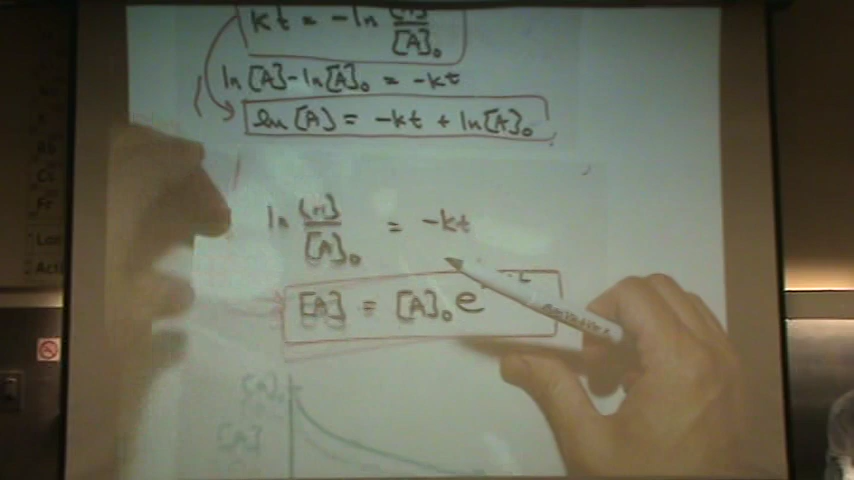 kt = -ln [A] / [A]₀
ln [A] - ln [A]₀ = -kt
ln [A] = -kt + ln [A]₀
ln [A] / [A]₀ = -kt
[A] = [A]₀ e
[A]₀
[A]